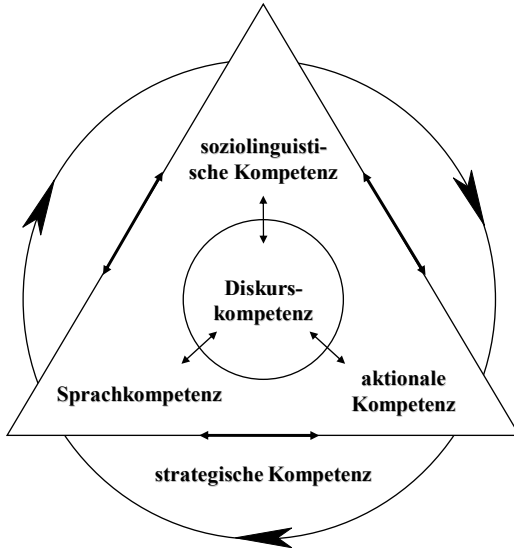 soziolinguisti-
sche Kompetenz
Diskurs-
kompetenz
Sprachkompetenz
aktionale
Kompetenz
strategische Kompetenz